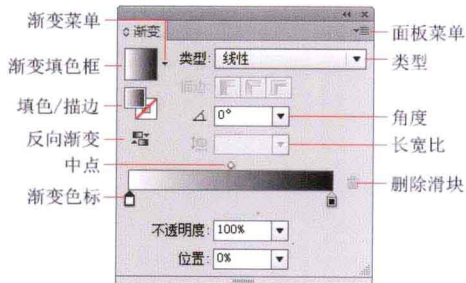 渐变菜单
渐变
面板菜单
渐变填色框
类型: 线性
类型
描边:
填色/描边
0°
角度
反向渐变
长宽比
中点
删除滑块
渐变色标
不透明度: 100%
位置: 0%